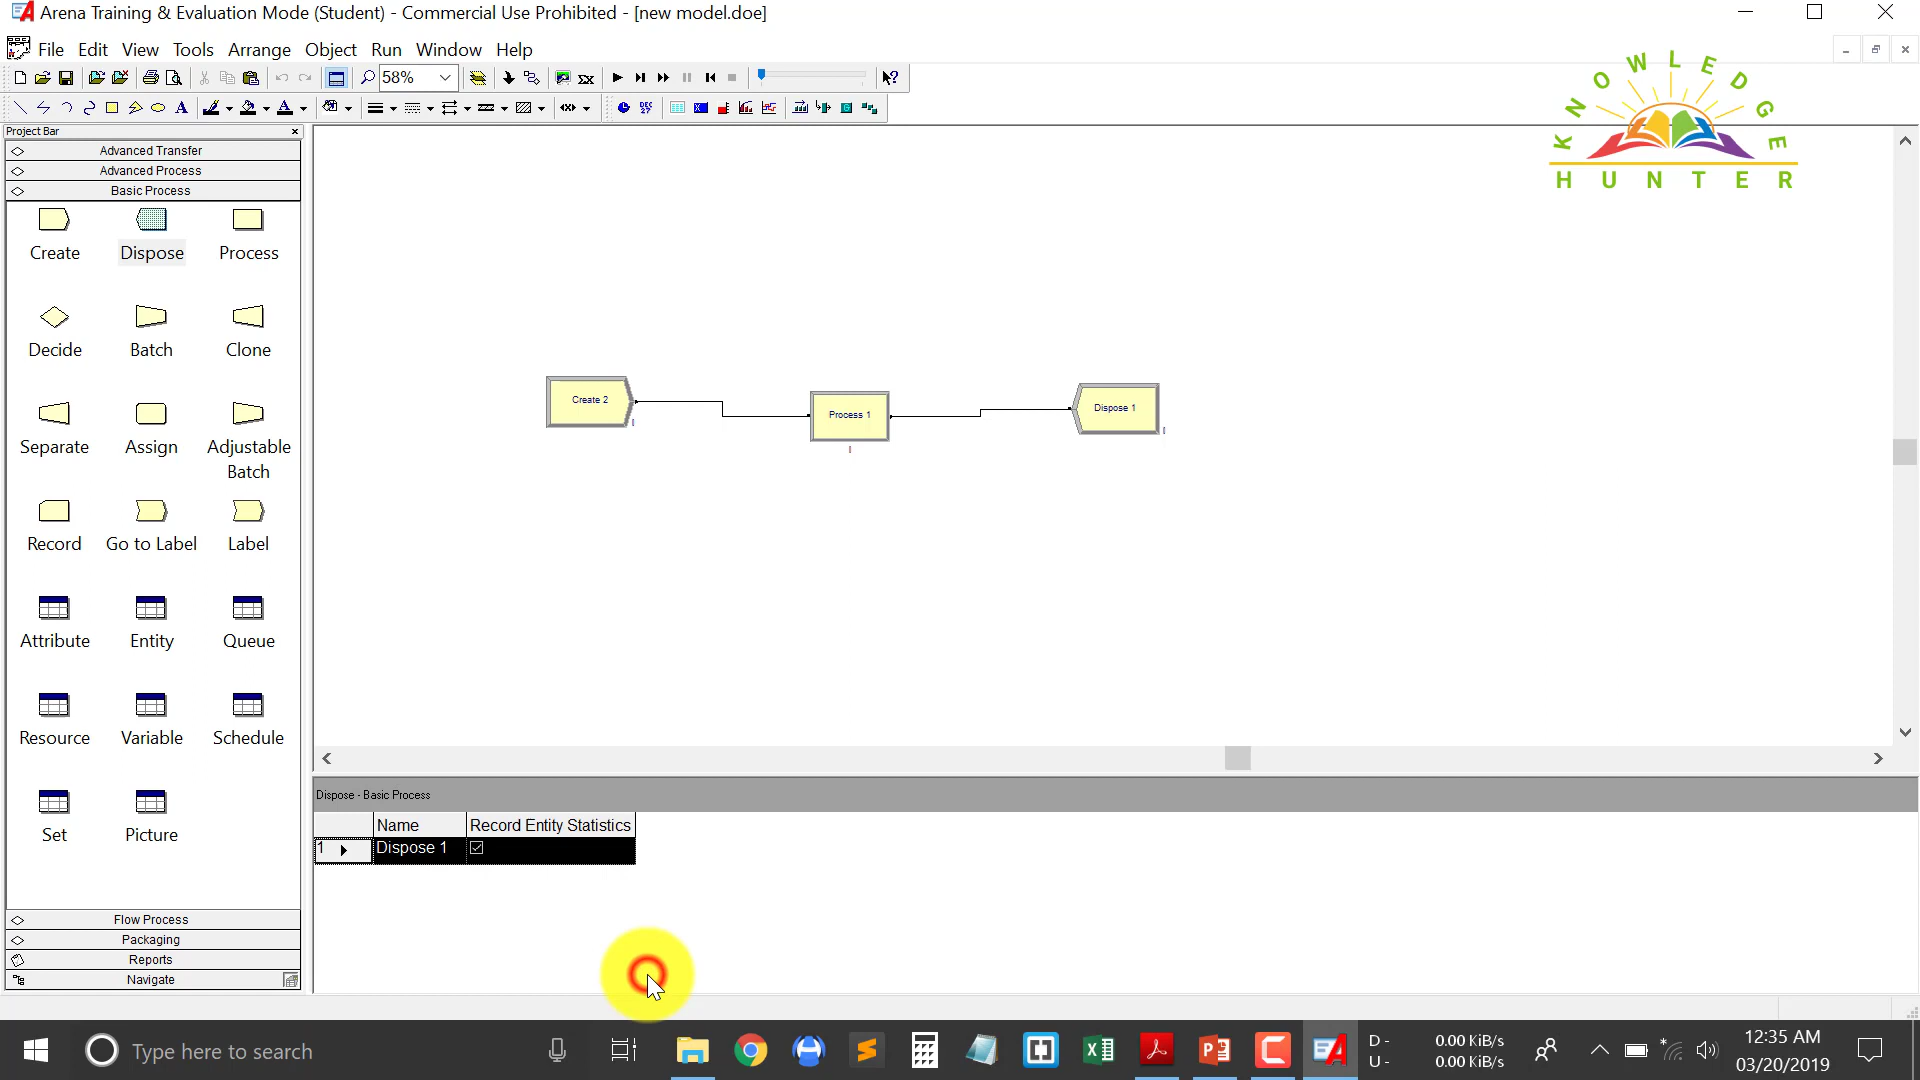 Arena Training & Evaluation Mode (Student) - Commercial Use Prohibited - [new model.doe]
File Edit View Tools Arrange Object Run Window Help
58%
KNOWLEDGE
HUNTER
Project Bar
Advanced Transfer
Advanced Process
Basic Process
Create Dispose Process
Decide Batch Clone
Separate Assign Adjustable
Batch
Record Go to Label Label
Attribute Entity Queue
Resource Variable Schedule
Set Picture
Flow Process
Packaging
Reports
Navigate
Create 2
Process 1
Dispose 1
Dispose - Basic Process
Name Record Entity Statistics
1 Dispose 1
Type here to search
D - 0.00 KiB/s
U - 0.00 KiB/s
12:35 AM
03/20/2019